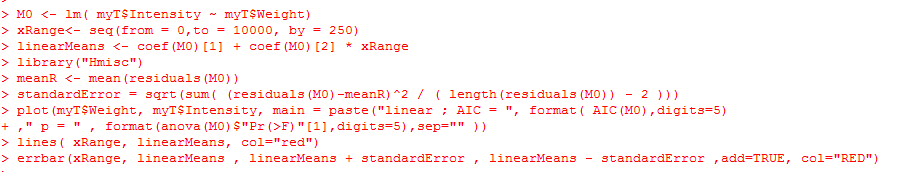 > M0 <- lm( myT$Intensity ~ myT$Weight)
> xRange<- seq(from = 0,to = 10000, by = 250)
> linearMeans <- coef(M0)[1] + coef(M0)[2] * xRange
> library("Hmisc")
> meanR <- mean(residuals(M0))
> standardError = sqrt(sum( (residuals(M0)-meanR)^2 / ( length(residuals(M0)) - 2 )))
> plot(myT$Weight, myT$Intensity, main = paste("linear ; AIC = ", format( AIC(M0),digits=5)
+ ," p = " , format(anova(M0)$"Pr(>F)"[1],digits=5),sep="" ))
> lines( xRange, linearMeans, col="red")
> errbar(xRange, linearMeans , linearMeans + standardError , linearMeans - standardError ,add=TRUE, col="RED")